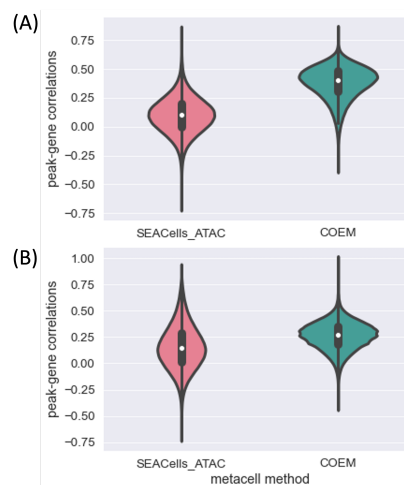 (A)
0.75
0.50
0.25
0.00
−0.25
−0.50
−0.75
peak-gene correlations
SEACells_ATAC COEM
(B)
1.00
0.75
0.50
0.25
0.00
−0.25
−0.50
−0.75
peak-gene correlations
SEACells_ATAC COEM
metacell method